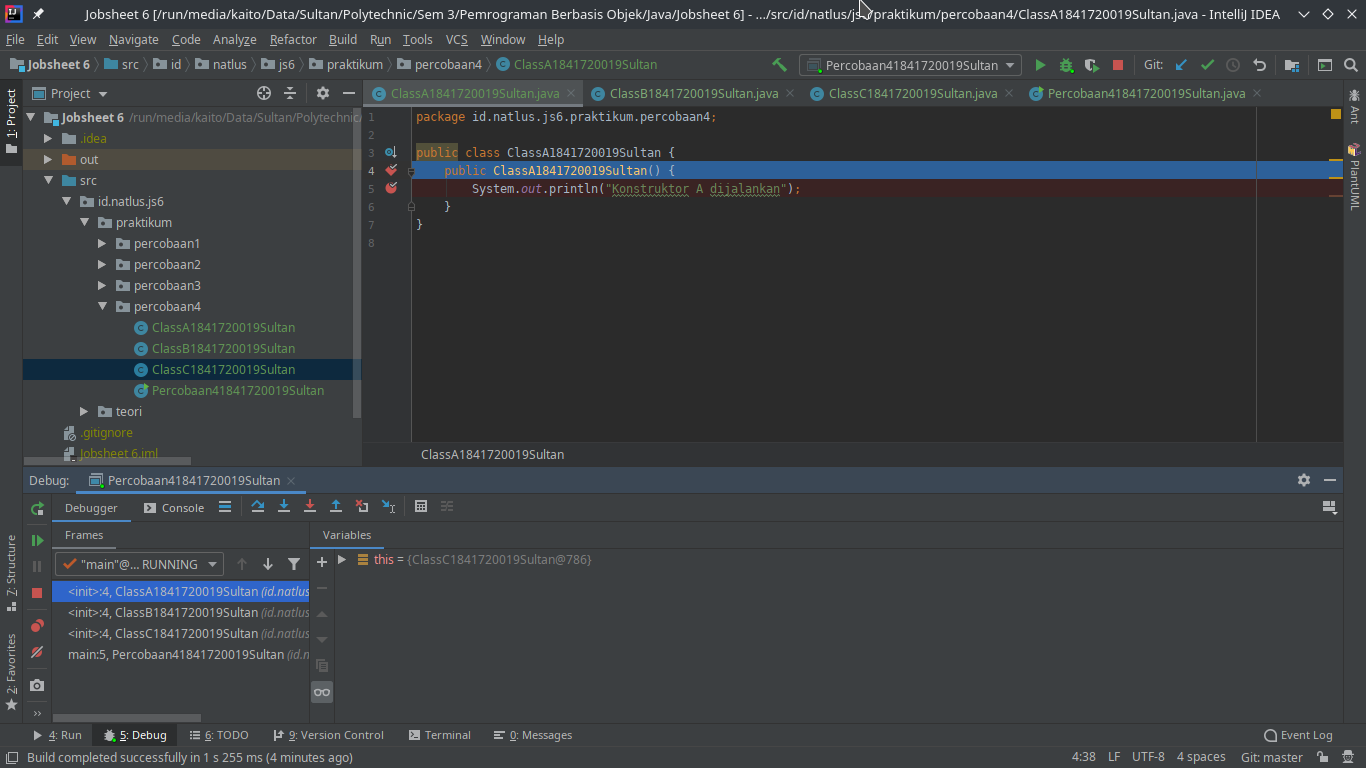 Jobsheet 6 [/run/media/kaito/Data/Sultan/Polytechnic/Sem 3/Pemrograman Berbasis Objek/Java/Jobsheet 6] - .../src/id/natlus/js6/praktikum/percobaan4/ClassA1841720019Sultan.java - IntelliJ IDEA
File Edit View Navigate Code Analyze Refactor Build Run Tools VCS Window Help
Jobsheet 6 src id natlus js6 praktikum percobaan4 ClassA1841720019Sultan Percobaan41841720019Sultan Git:
1: Project
Project
ClassA1841720019Sultan.java ClassB1841720019Sultan.java ClassC1841720019Sultan.java Percobaan41841720019Sultan.java
Jobsheet 6 /run/media/kaito/Data/Sultan/Polytechnic/
.idea
out
src
id.natlus.js6
praktikum
percobaan1
percobaan2
percobaan3
percobaan4
ClassA1841720019Sultan
ClassB1841720019Sultan
ClassC1841720019Sultan
Percobaan41841720019Sultan
teori
.gitignore
Jobsheet 6.iml
1 package id.natlus.js6.praktikum.percobaan4;
2
3 public class ClassA1841720019Sultan {
4 public ClassA1841720019Sultan() {
5 System.out.println("Konstruktor A dijalankan");
6 }
7 }
8
ClassA1841720019Sultan
Ant
PlantUML
Debug: Percobaan41841720019Sultan
Debugger Console
Frames
Variables
"main"@... RUNNING
this = {ClassC1841720019Sultan@786}
<init>:4, ClassA1841720019Sultan (id.natlus
<init>:4, ClassB1841720019Sultan (id.natlus
<init>:4, ClassC1841720019Sultan (id.natlus
main:5, Percobaan41841720019Sultan (id.n
7: Structure
2: Favorites
4: Run 5: Debug 6: TODO 9: Version Control Terminal 0: Messages Event Log
Build completed successfully in 1 s 255 ms (4 minutes ago) 4:38 LF UTF-8 4 spaces Git: master